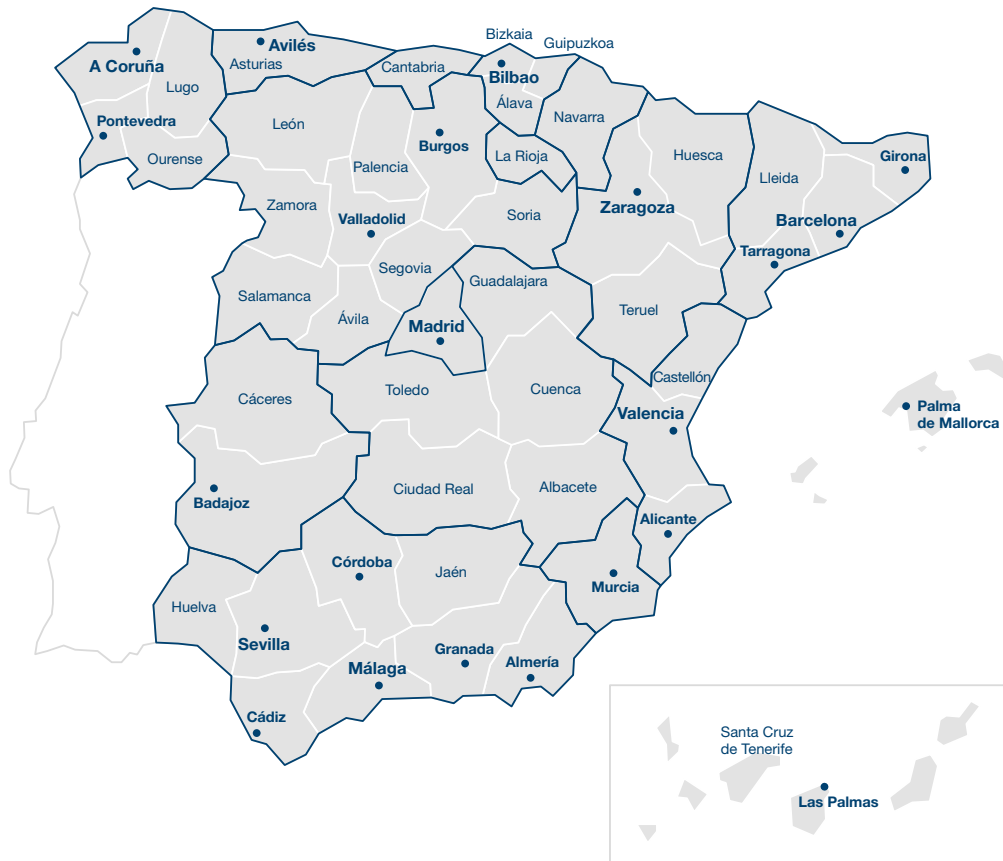 Bizkaia
Guipuzkoa
Avilés
A Coruña
Asturias
Cantabria
Bilbao
Lugo
Álava
León
Navarra
Pontevedra
Burgos
La Rioja
Huesca
Ourense
Palencia
Girona
Lleida
Zamora
Zaragoza
Valladolid
Soria
Barcelona
Tarragona
Segovia
Guadalajara
Salamanca
Ávila
Madrid
Teruel
Castellón
Cáceres
Toledo
Cuenca
Valencia
Palma
de Mallorca
Ciudad Real
Albacete
Badajoz
Alicante
Córdoba
Jaén
Murcia
Huelva
Sevilla
Granada
Almería
Málaga
Cádiz
Santa Cruz
de Tenerife
Las Palmas